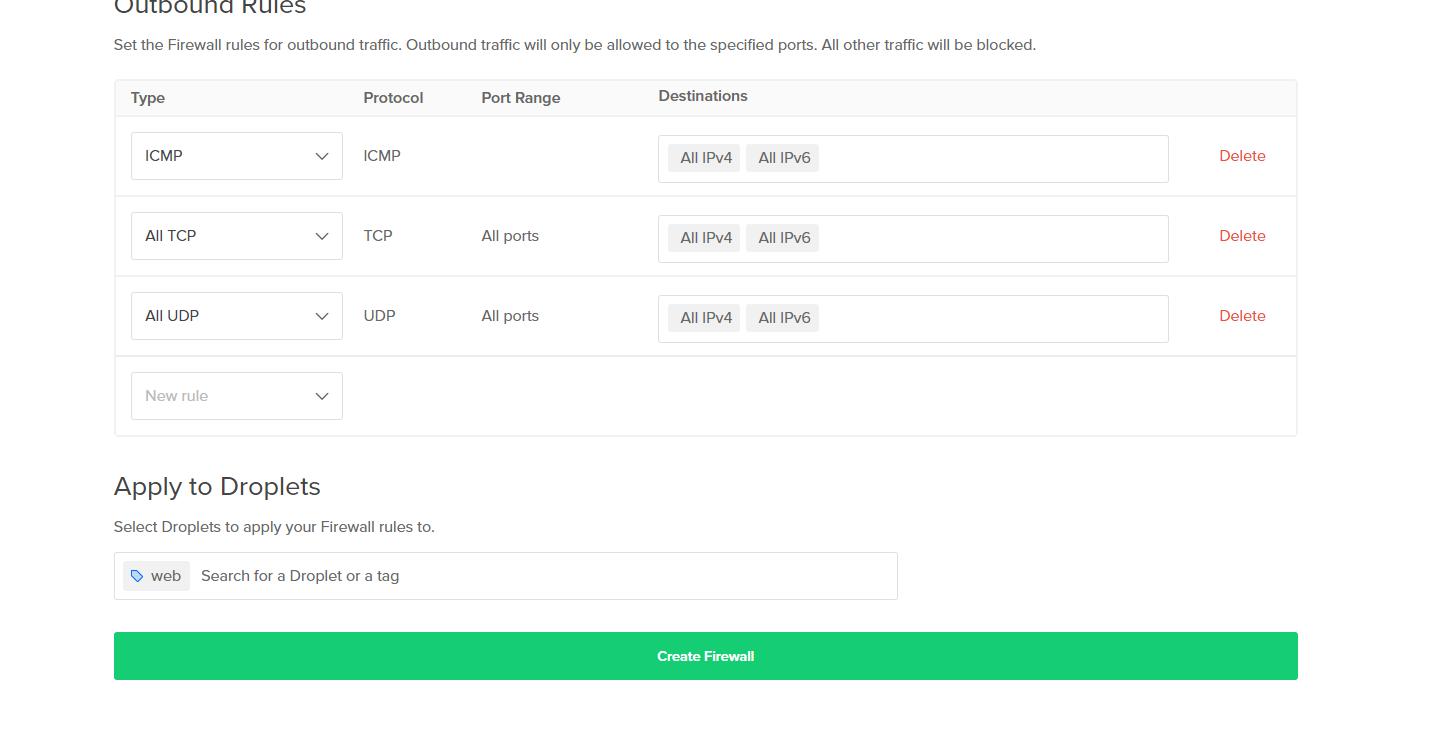 Outbound Rules
Set the Firewall rules for outbound traffic. Outbound traffic will only be allowed to the specified ports. All other traffic will be blocked.
Type Protocol Port Range Destinations
ICMP ICMP All IPv4 All IPv6 Delete
All TCP TCP All ports All IPv4 All IPv6 Delete
All UDP UDP All ports All IPv4 All IPv6 Delete
New rule
Apply to Droplets
Select Droplets to apply your Firewall rules to.
web Search for a Droplet or a tag
Create Firewall